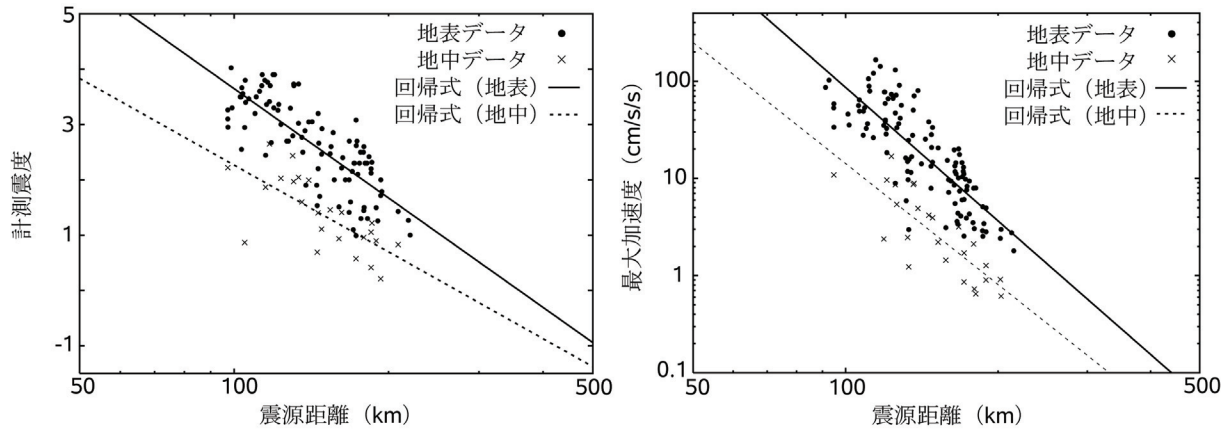 5
3
1
-1
50
100
500
計測震度
震源距離（km）
地表データ
地中データ
回帰式（地表）
回帰式（地中）
100
10
1
0.1
50
100
500
最大加速度（cm/s/s）
震源距離（km）
地表データ
地中データ
回帰式（地表）
回帰式（地中）